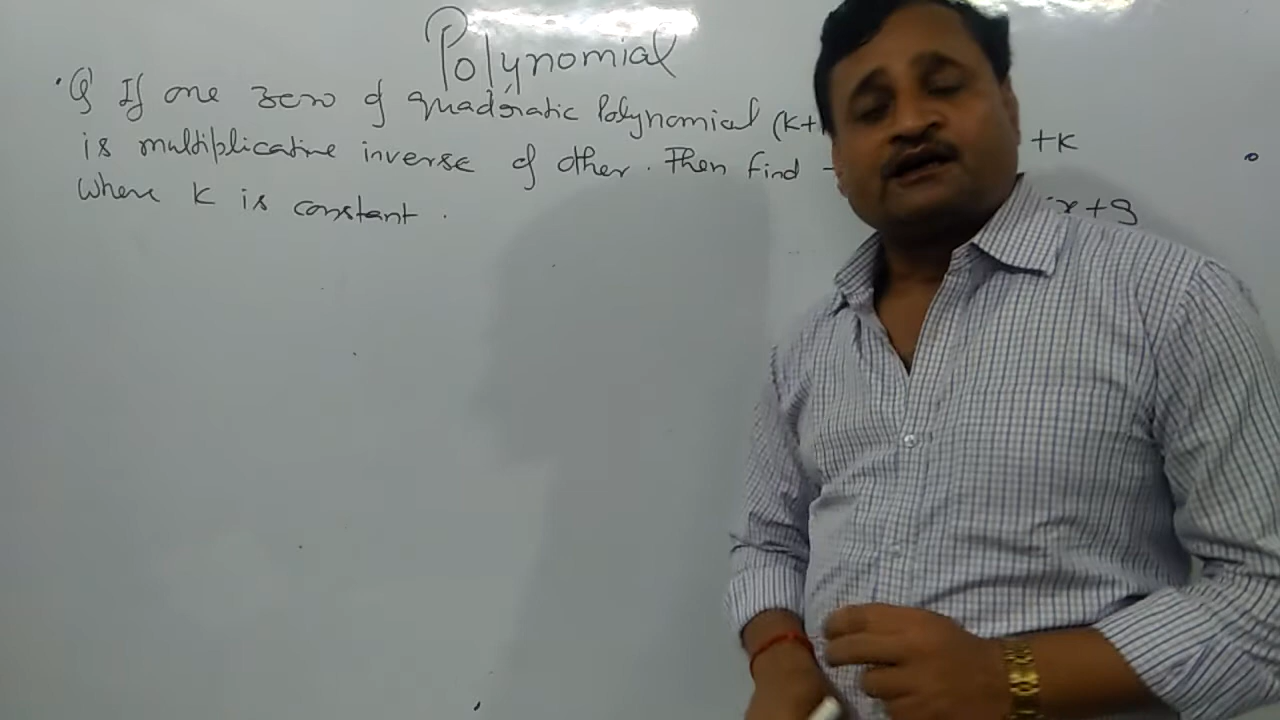 Polynomial
Q If one zero of quadratic Polynomial (K+ +K
is multiplicative inverse of other. Then find
x+9
where K is constant.